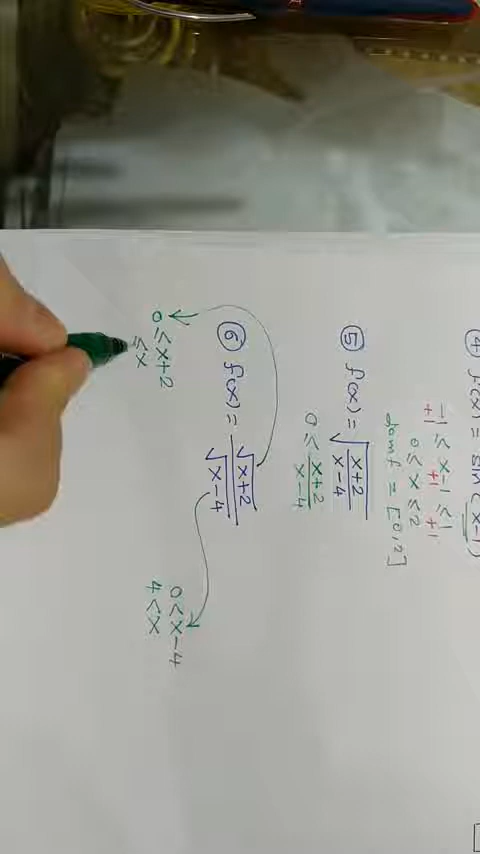 ④ f(x) = sin⁻¹(x-1)
-1 ≤ x-1 ≤ 1
+1 +1 +1
0 ≤ x ≤ 2
dom f = [0,2]
⑤ f(x) = √((x+2)/(x-4))
0 ≤ (x+2)/(x-4)
⑥ f(x) = √(x+2)/√(x-4)
0 ≤ x+2
≤ x
0 < x-4
4 < x